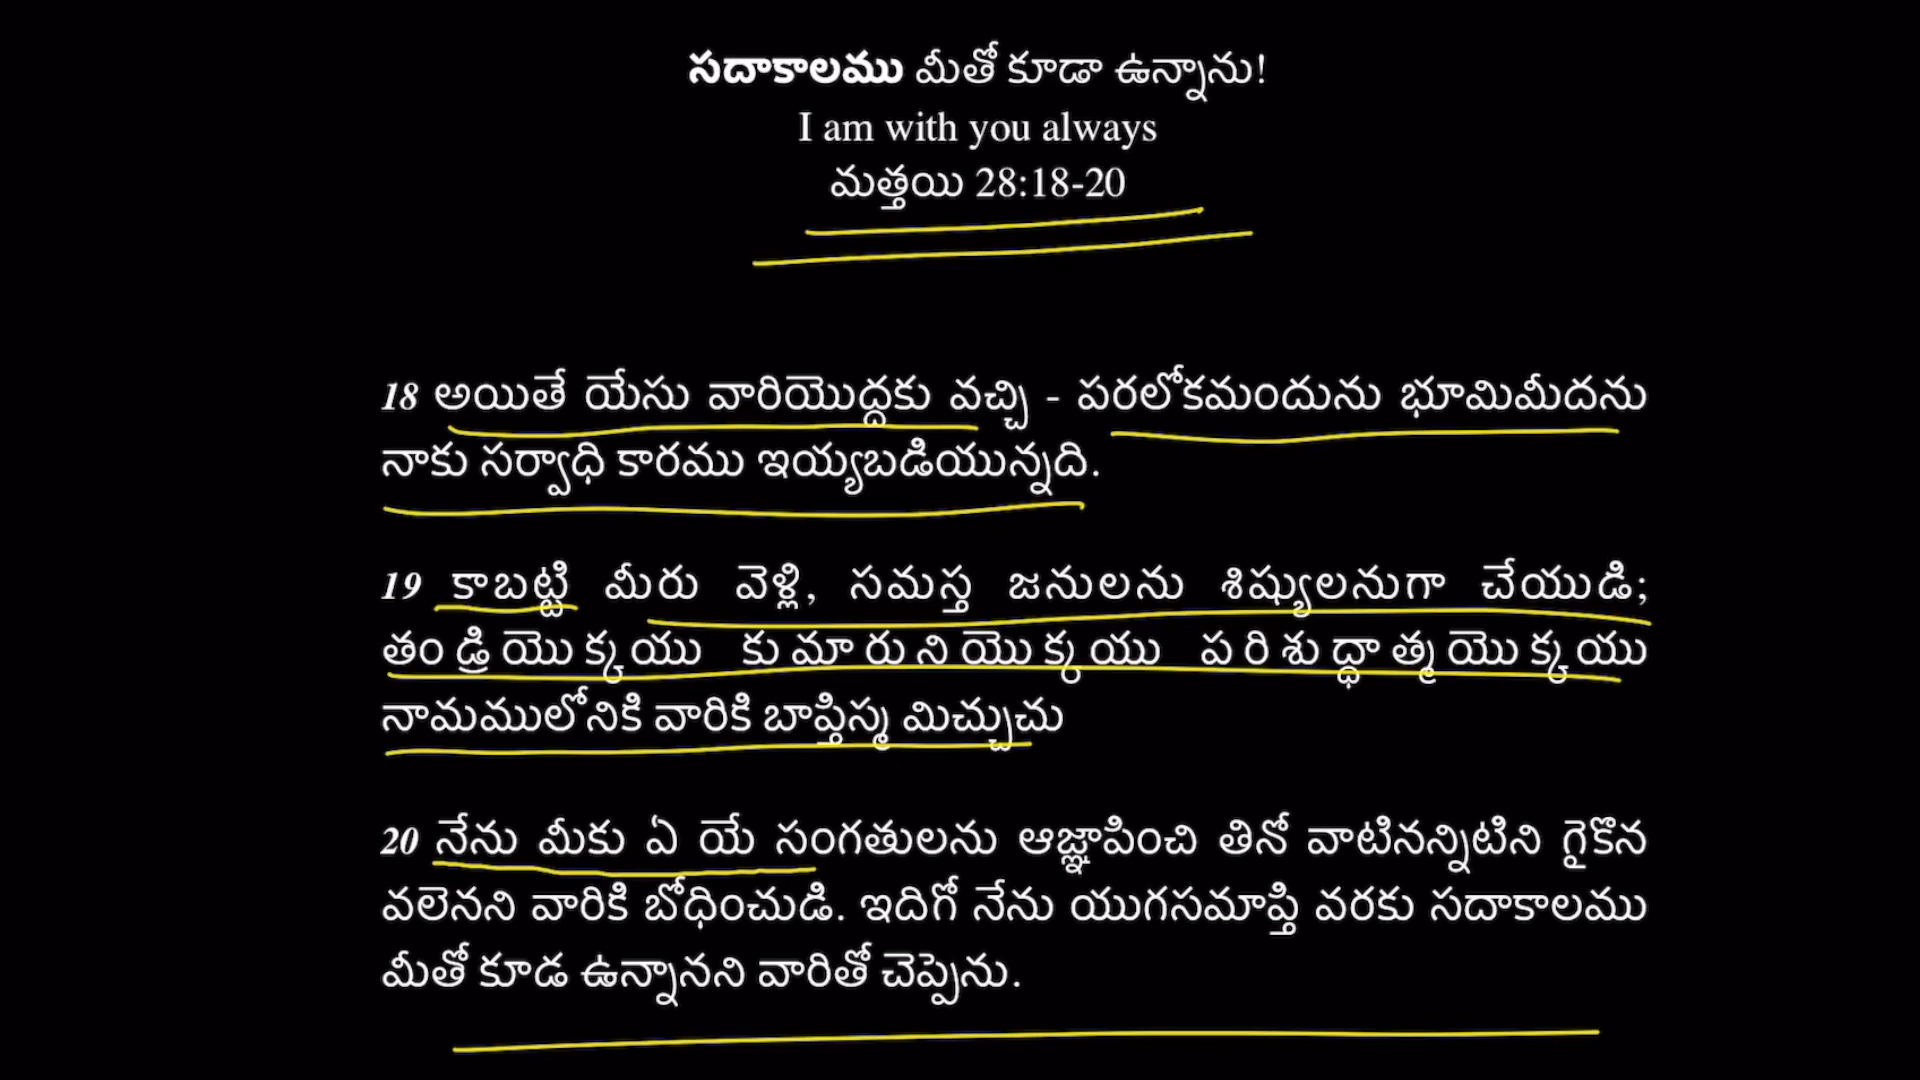 సదాకాలము మీతో కూడా ఉన్నాను!
I am with you always
మత్తయి 28:18-20
18 అయితే యేసు వారియొద్దకు వచ్చి - పరలోకమందును భూమిమీదను
నాకు సర్వాధి కారము ఇయ్యబడియున్నది.
19 కాబట్టి మీరు వెళ్లి, సమస్త జనులను శిష్యులనుగా చేయుడి;
తండ్రియొక్కయు కుమారునియొక్కయు పరిశుద్ధాత్మయొక్కయు
నామములోనికి వారికి బాప్తిస్మ మిచ్చుచు
20 నేను మీకు ఏ యే సంగతులను ఆజ్ఞాపించి తినో వాటినన్నిటిని గైకొన
వలెనని వారికి బోధించుడి. ఇదిగో నేను యుగసమాప్తి వరకు సదాకాలము
మీతో కూడ ఉన్నానని వారితో చెప్పెను.